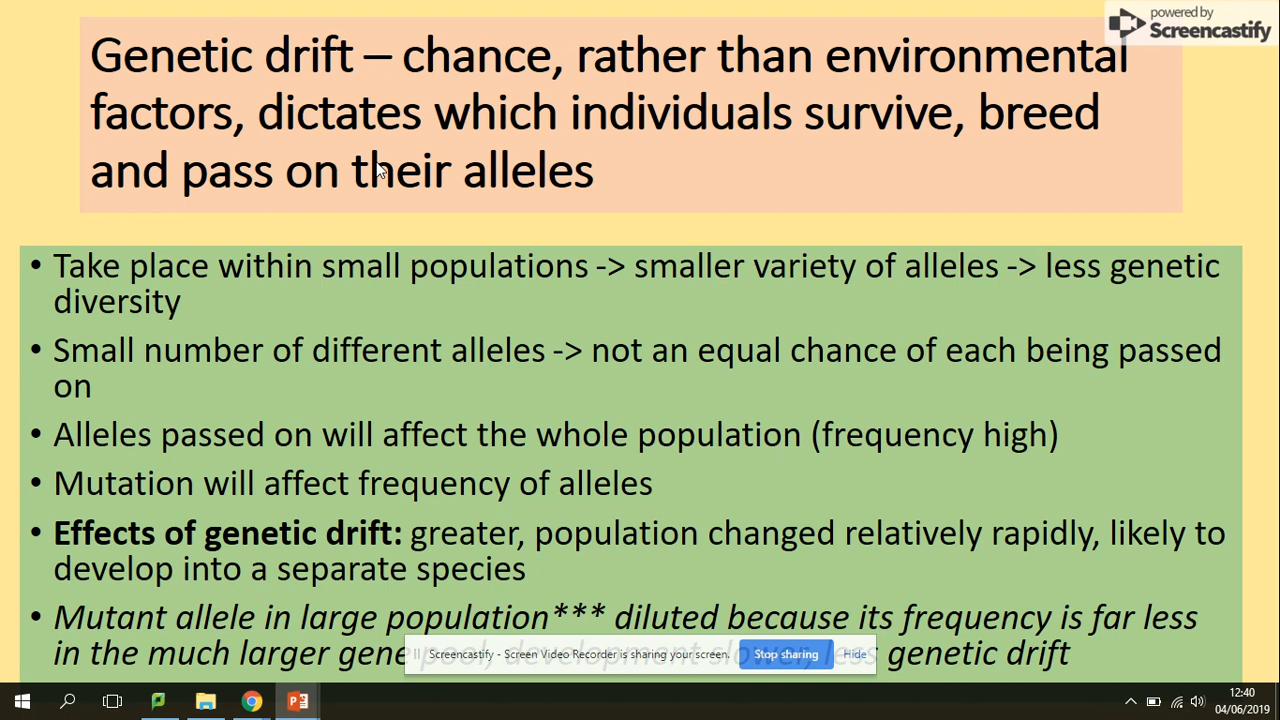 powered by
Screencastify
Genetic drift – chance, rather than environmental
factors, dictates which individuals survive, breed
and pass on their alleles
• Take place within small populations -> smaller variety of alleles -> less genetic
diversity
• Small number of different alleles -> not an equal chance of each being passed
on
• Alleles passed on will affect the whole population (frequency high)
• Mutation will affect frequency of alleles
• Effects of genetic drift: greater, population changed relatively rapidly, likely to
develop into a separate species
• Mutant allele in large population*** diluted because its frequency is far less
in the much larger gene pool, development slower, less genetic drift
Screencastify - Screen Video Recorder is sharing your screen.
Stop sharing
Hide
12:40
04/06/2019